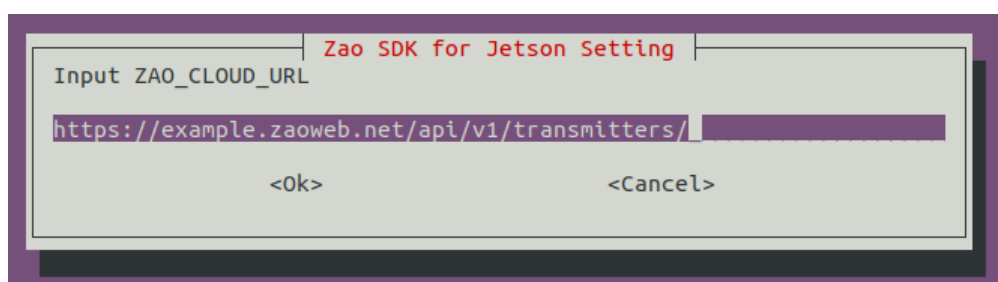 Zao SDK for Jetson Setting
Input ZAO_CLOUD_URL
https://example.zaoweb.net/api/v1/transmitters/_
<Ok> <Cancel>